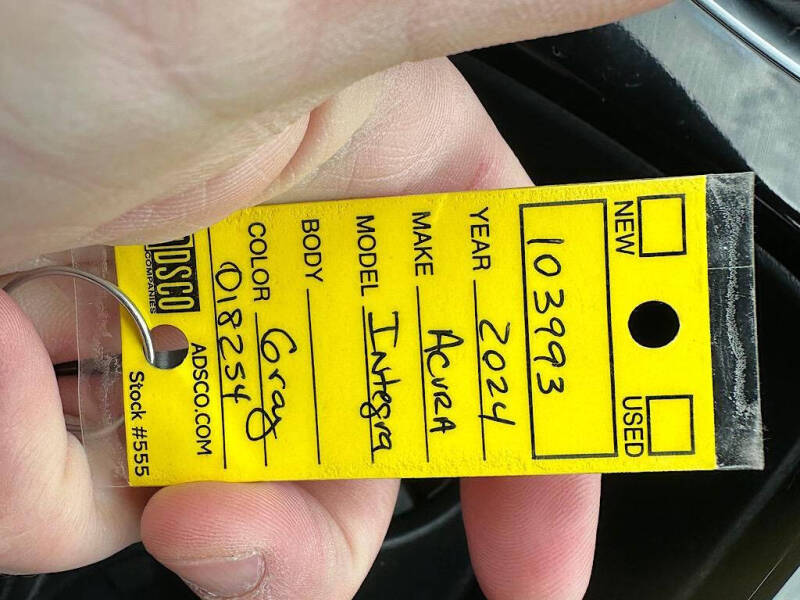 NEW USED
103993
YEAR 2024
MAKE ACURA
MODEL Integra
BODY
COLOR Gray
018254
ADSCO COMPANIES ADSCO.COM
Stock #555